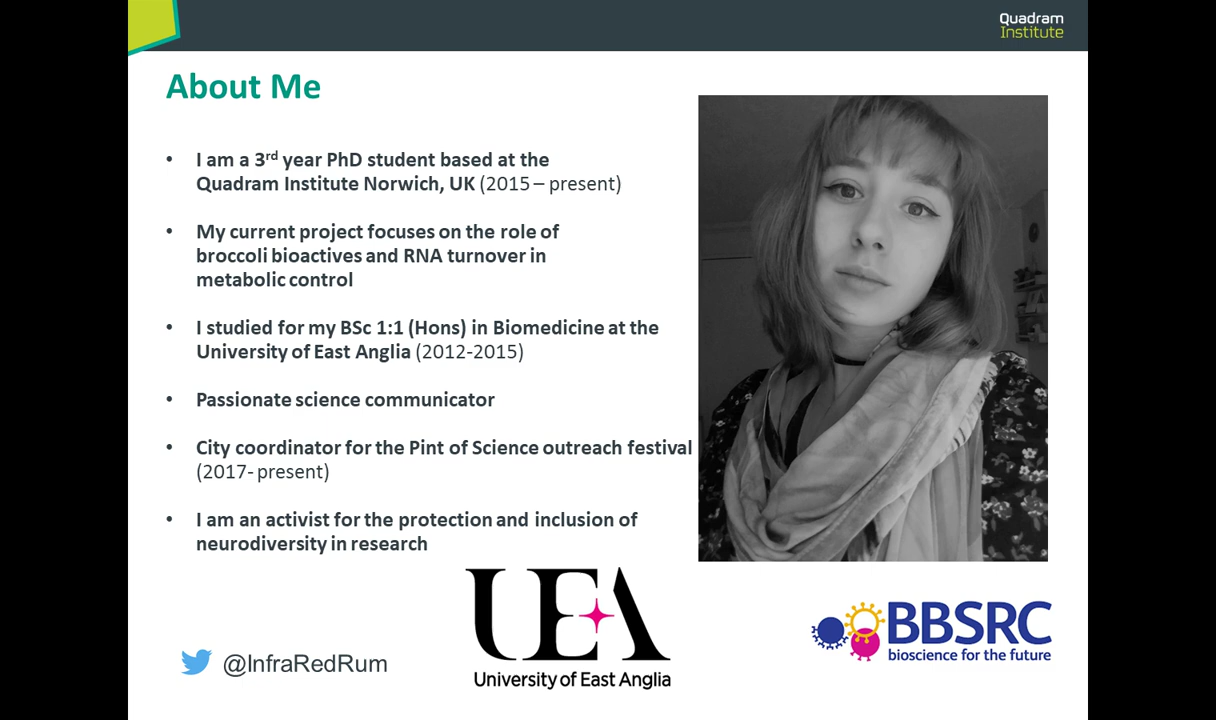 Quadram
Institute
About Me
• I am a 3rd year PhD student based at the
Quadram Institute Norwich, UK (2015 – present)
• My current project focuses on the role of
broccoli bioactives and RNA turnover in
metabolic control
• I studied for my BSc 1:1 (Hons) in Biomedicine at the
University of East Anglia (2012-2015)
• Passionate science communicator
• City coordinator for the Pint of Science outreach festival
(2017- present)
• I am an activist for the protection and inclusion of
neurodiversity in research
@InfraRedRum
UEA
University of East Anglia
BBSRC
bioscience for the future